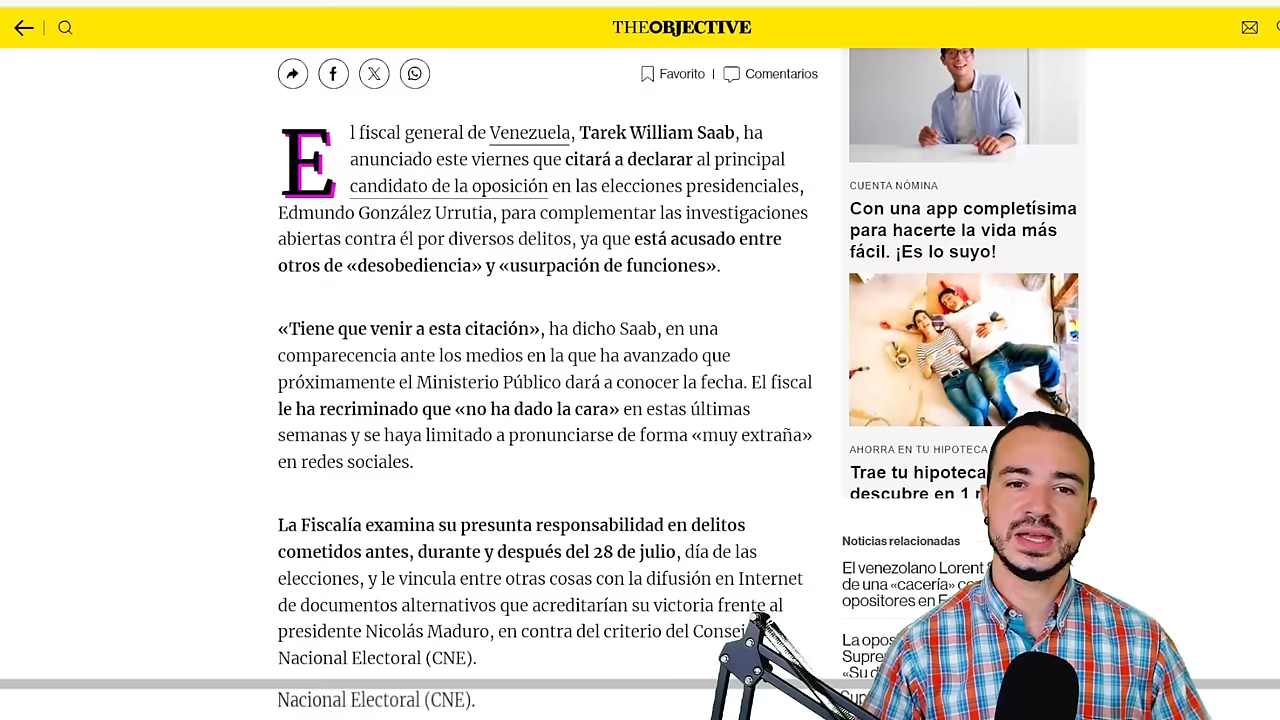 THEOBJECTIVE
Favorito
Comentarios
El fiscal general de Venezuela, Tarek William Saab, ha
anunciado este viernes que citará a declarar al principal
candidato de la oposición en las elecciones presidenciales,
Edmundo González Urrutia, para complementar las investigaciones
abiertas contra él por diversos delitos, ya que está acusado entre
otros de «desobediencia» y «usurpación de funciones».
«Tiene que venir a esta citación», ha dicho Saab, en una
comparecencia ante los medios en la que ha avanzado que
próximamente el Ministerio Público dará a conocer la fecha. El fiscal
le ha recriminado que «no ha dado la cara» en estas últimas
semanas y se haya limitado a pronunciarse de forma «muy extraña»
en redes sociales.
La Fiscalía examina su presunta responsabilidad en delitos
cometidos antes, durante y después del 28 de julio, día de las
elecciones, y le vincula entre otras cosas con la difusión en Internet
de documentos alternativos que acreditarían su victoria frente al
presidente Nicolás Maduro, en contra del criterio del Consej
Nacional Electoral (CNE).
Nacional Electoral (CNE).
CUENTA NÓMINA
Con una app completísima
para hacerte la vida más
fácil. ¡Es lo suyo!
AHORRA EN TU HIPOTECA
Trae tu hipoteca
descubre en 1
Noticias relacionadas
El venezolano Lorent
de una «cacería»
opositores en
La opos
Supre
«Su d